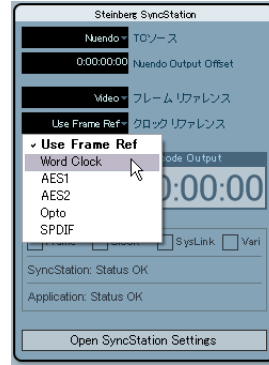 Steinberg SyncStation
Nuendo TCソース
0:00:00:00 Nuendo Output Offset
Video フレーム リファレンス
Use Frame Ref クロック リファレンス
✓ Use Frame Ref
Word Clock
AES1
AES2
Opto
SPDIF
Output
0:00:00
SysLink Vari
SyncStation: Status OK
Application: Status OK
Open SyncStation Settings